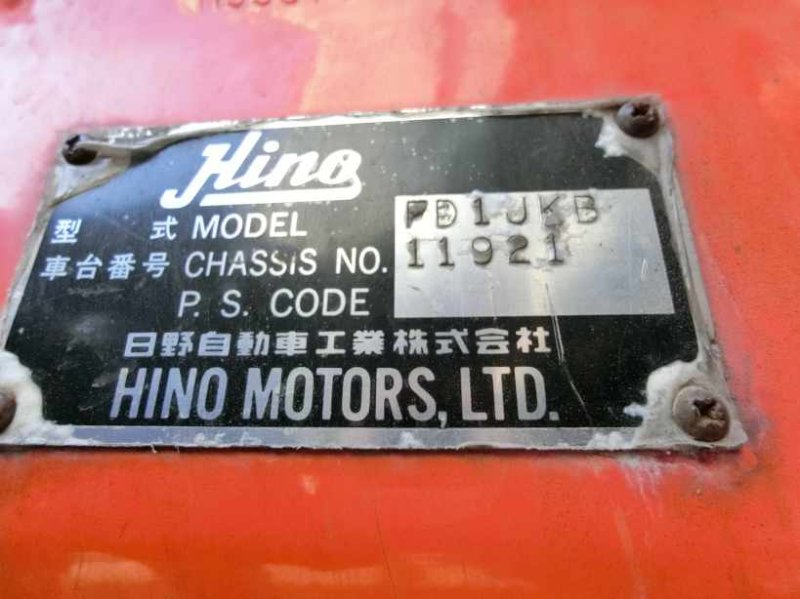 Hino
型 式 MODEL FD1JKB
車台番号 CHASSIS NO. 11921
P. S. CODE
日野自動車工業株式会社
HINO MOTORS, LTD.